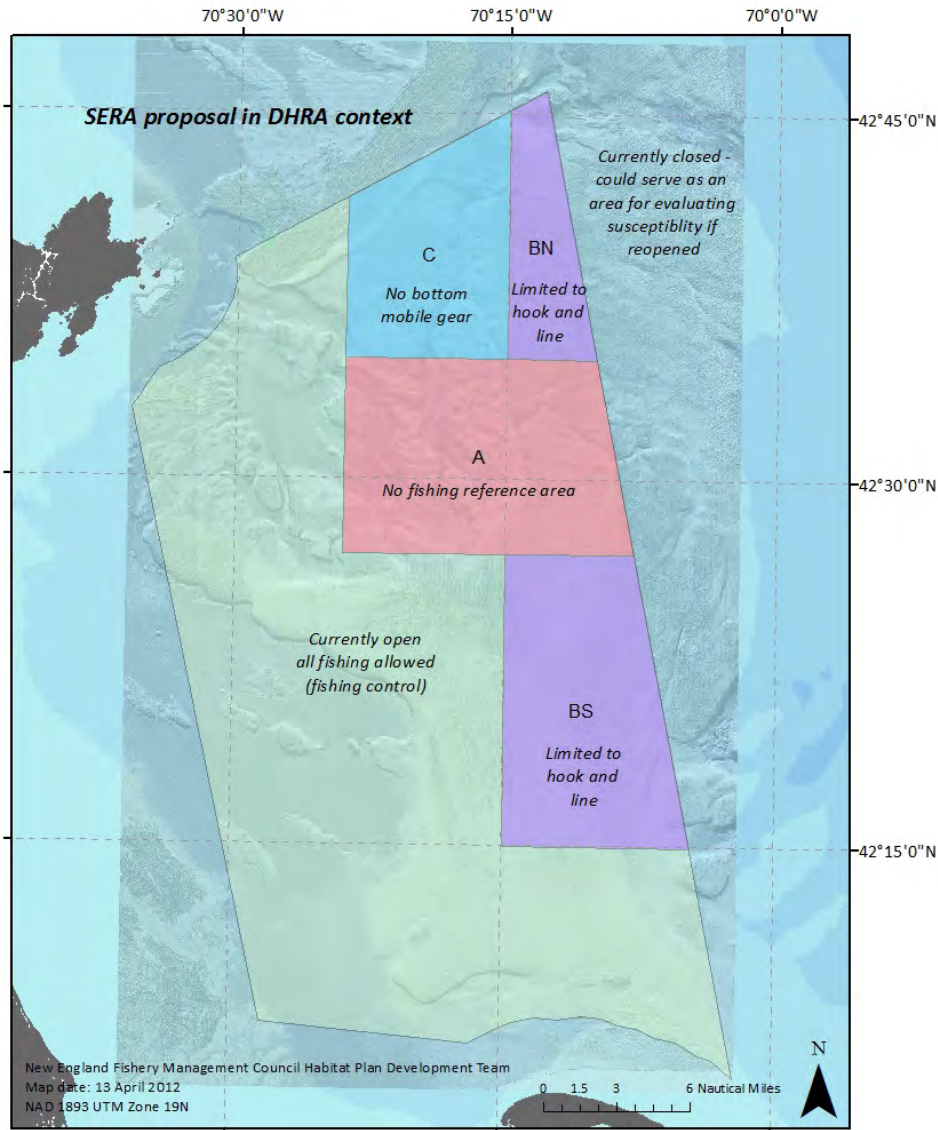 70°30'0"W
70°15'0"W
70°0'0"W
SERA proposal in DHRA context
42°45'0"N
Currently closed -
could serve as an
area for evaluating
susceptiblity if
reopened
C
No bottom
mobile gear
BN
Limited to
hook and
line
A
No fishing reference area
42°30'0"N
Currently open
all fishing allowed
(fishing control)
BS
Limited to
hook and
line
42°15'0"N
New England Fishery Management Council Habitat Plan Development Team
Map date: 13 April 2012
NAD 1893 UTM Zone 19N
0 1.5 3 6 Nautical Miles
N